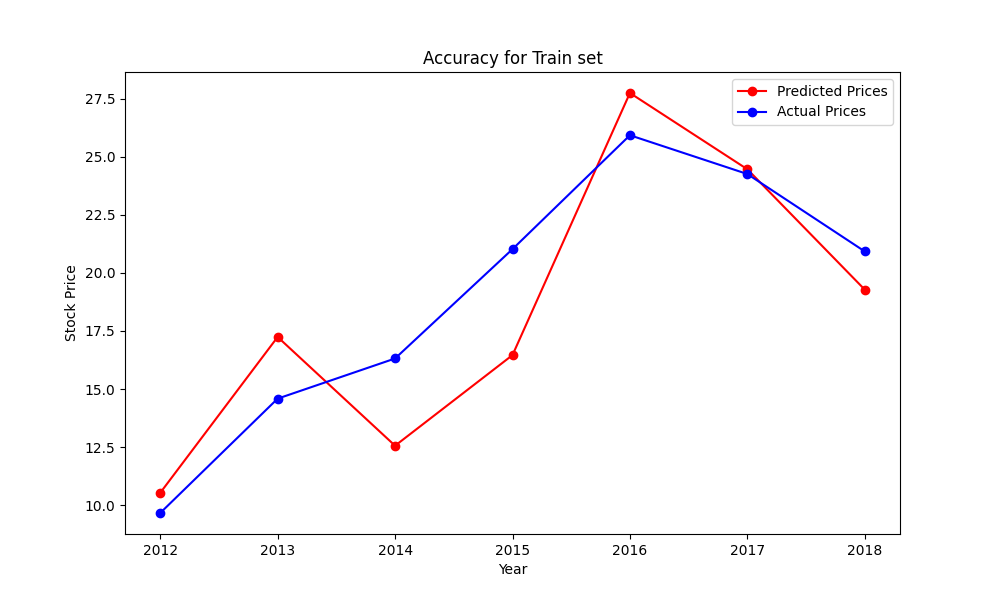 Accuracy for Train set
Predicted Prices
Actual Prices
27.5
25.0
22.5
20.0
17.5
15.0
12.5
10.0
Stock Price
2012 2013 2014 2015 2016 2017 2018
Year